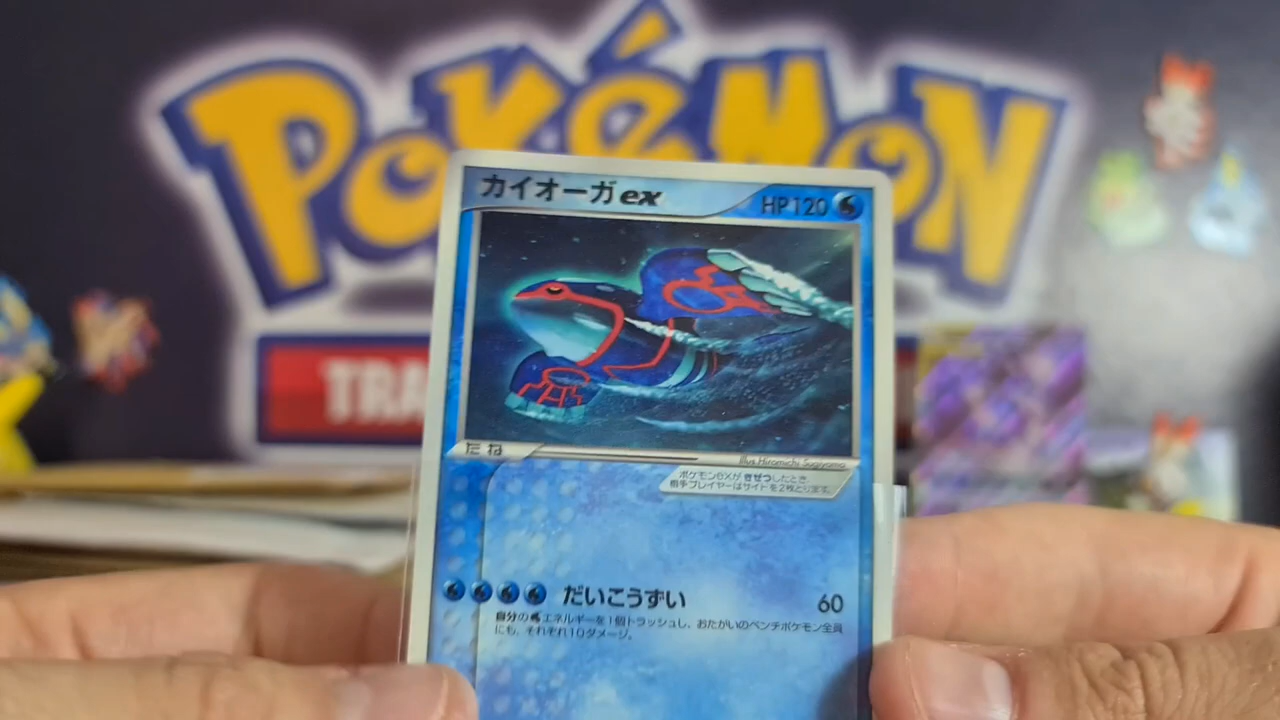 POKéMON
TRA
カイオーガex
HP120
たね
Illus.Hiromichi Sugiyama
ポケモンexがきぜつしたとき、
相手プレイヤーはサイドを2枚とります。
だいこうずい 60
自分のエネルギーを1個トラッシュし、おたがいのベンチポケモン全員
にも、それぞれ10ダメージ。